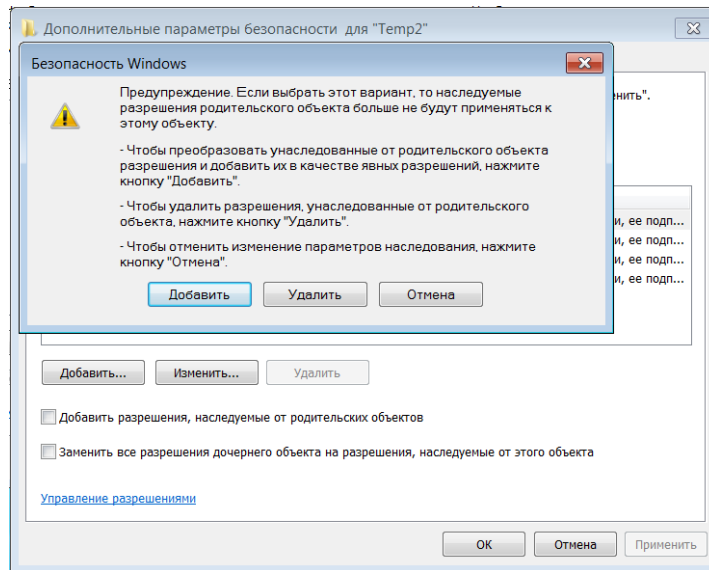 Дополнительные параметры безопасности для "Temp2"
Безопасность Windows
Предупреждение. Если выбрать этот вариант, то наследуемые
разрешения родительского объекта больше не будут применяться к
этому объекту.
- Чтобы преобразовать унаследованные от родительского объекта
разрешения и добавить их в качестве явных разрешений, нажмите
кнопку "Добавить".
- Чтобы удалить разрешения, унаследованные от родительского
объекта, нажмите кнопку "Удалить".
- Чтобы отменить изменение параметров наследования, нажмите
кнопку "Отмена".
Добавить Удалить Отмена
нить".
и, ее подп...
и, ее подп...
и, ее подп...
и, ее подп...
Добавить... Изменить... Удалить
Добавить разрешения, наследуемые от родительских объектов
Заменить все разрешения дочернего объекта на разрешения, наследуемые от этого объекта
Управление разрешениями
ОК Отмена Применить